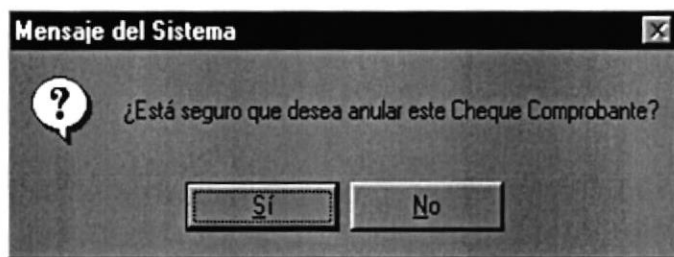 Mensaje del Sistema
¿Está seguro que desea anular este Cheque Comprobante?
Sí
No